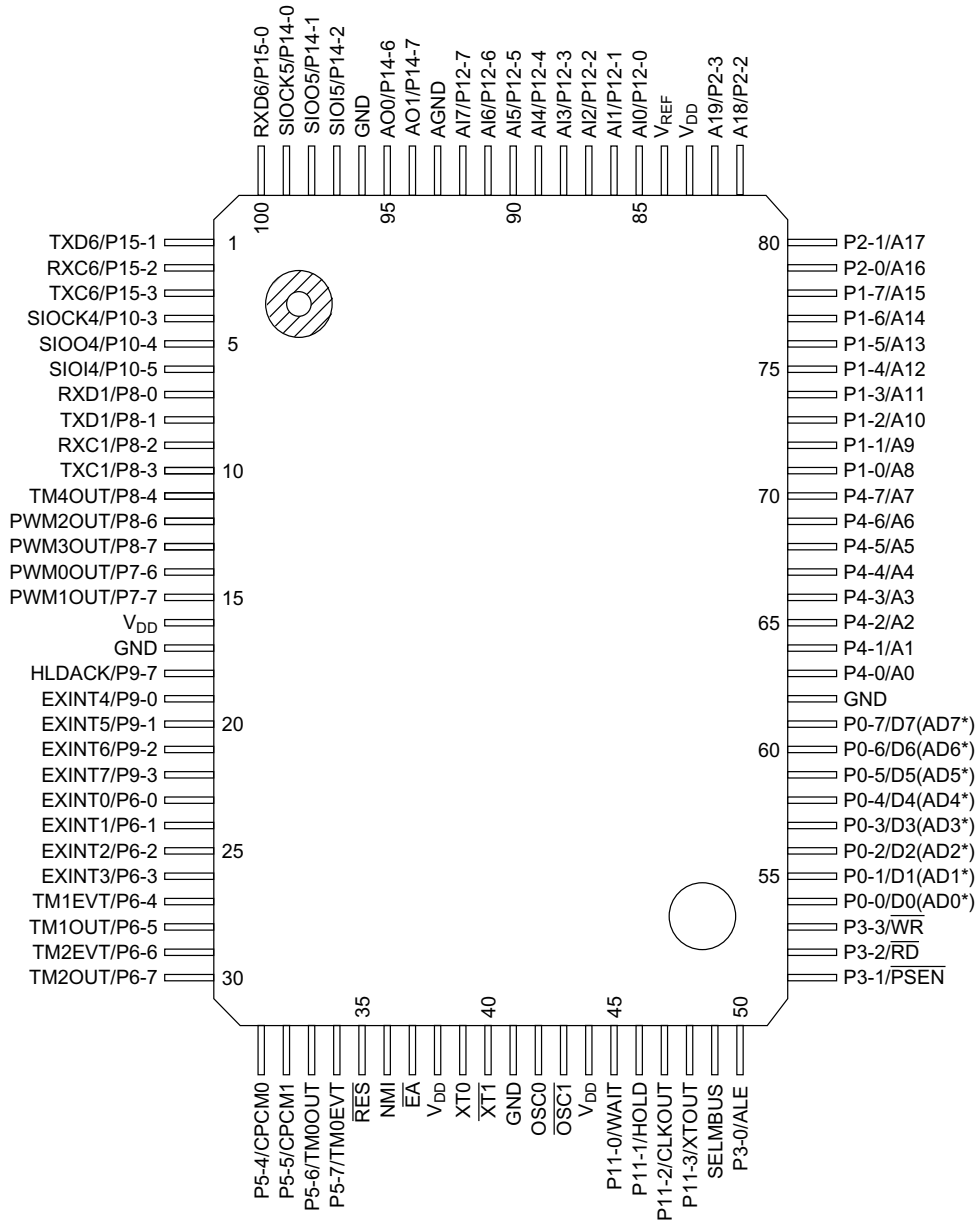 RXD6/P15-0
SIOCK5/P14-0
SIOO5/P14-1
SIOI5/P14-2
GND
AO0/P14-6
AO1/P14-7
AGND
AI7/P12-7
AI6/P12-6
AI5/P12-5
AI4/P12-4
AI3/P12-3
AI2/P12-2
AI1/P12-1
AI0/P12-0
VREF
VDD
A19/P2-3
A18/P2-2
100
95
90
85
TXD6/P15-1
RXC6/P15-2
TXC6/P15-3
SIOCK4/P10-3
SIOO4/P10-4
SIOI4/P10-5
RXD1/P8-0
TXD1/P8-1
RXC1/P8-2
TXC1/P8-3
TM4OUT/P8-4
PWM2OUT/P8-6
PWM3OUT/P8-7
PWM0OUT/P7-6
PWM1OUT/P7-7
VDD
GND
HLDACK/P9-7
EXINT4/P9-0
EXINT5/P9-1
EXINT6/P9-2
EXINT7/P9-3
EXINT0/P6-0
EXINT1/P6-1
EXINT2/P6-2
EXINT3/P6-3
TM1EVT/P6-4
TM1OUT/P6-5
TM2EVT/P6-6
TM2OUT/P6-7
1
5
10
15
20
25
30
80
75
70
65
60
55
P2-1/A17
P2-0/A16
P1-7/A15
P1-6/A14
P1-5/A13
P1-4/A12
P1-3/A11
P1-2/A10
P1-1/A9
P1-0/A8
P4-7/A7
P4-6/A6
P4-5/A5
P4-4/A4
P4-3/A3
P4-2/A2
P4-1/A1
P4-0/A0
GND
P0-7/D7(AD7*)
P0-6/D6(AD6*)
P0-5/D5(AD5*)
P0-4/D4(AD4*)
P0-3/D3(AD3*)
P0-2/D2(AD2*)
P0-1/D1(AD1*)
P0-0/D0(AD0*)
P3-3/WR
P3-2/RD
P3-1/PSEN
35
40
45
50
P5-4/CPCM0
P5-5/CPCM1
P5-6/TM0OUT
P5-7/TM0EVT
RES
NMI
EA
VDD
XT0
XT1
GND
OSC0
OSC1
VDD
P11-0/WAIT
P11-1/HOLD
P11-2/CLKOUT
P11-3/XTOUT
SELMBUS
P3-0/ALE